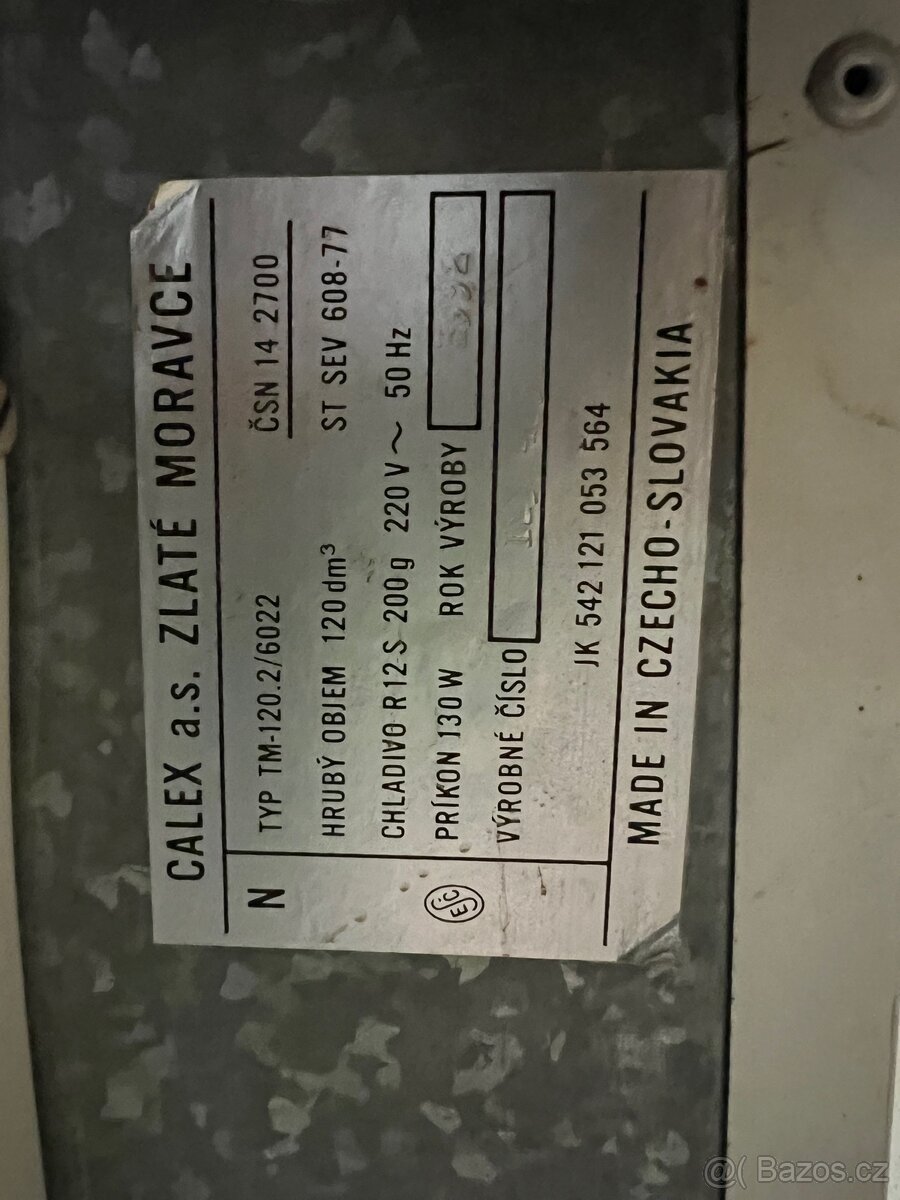 CALEX a.s. ZLATÉ MORAVCE
N TYP TM-120.2/6022 ČSN 14 2700
HRUBÝ OBJEM 120 dm³ ST SEV 608-77
CHLADIVO R 12-S 200g 220 V ~ 50 Hz
ESČ PRÍKON 130 W ROK VÝROBY
VÝROBNÉ ČÍSLO
JK 542 121 053 564
MADE IN CZECHO-SLOVAKIA
@( Bazos.cz